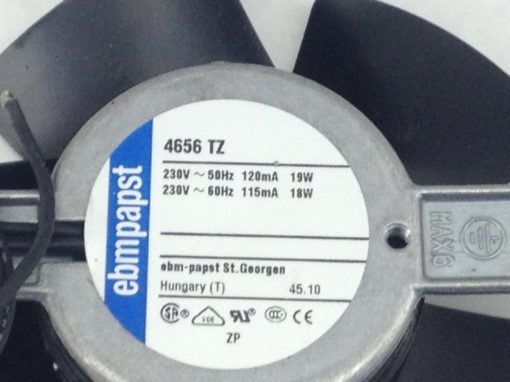 ebmpapst
4656 TZ
230V ~ 50Hz 120mA 19W
230V ~ 60Hz 115mA 18W
ebm-papst St.Georgen
Hungary (T) 45.10
ZP